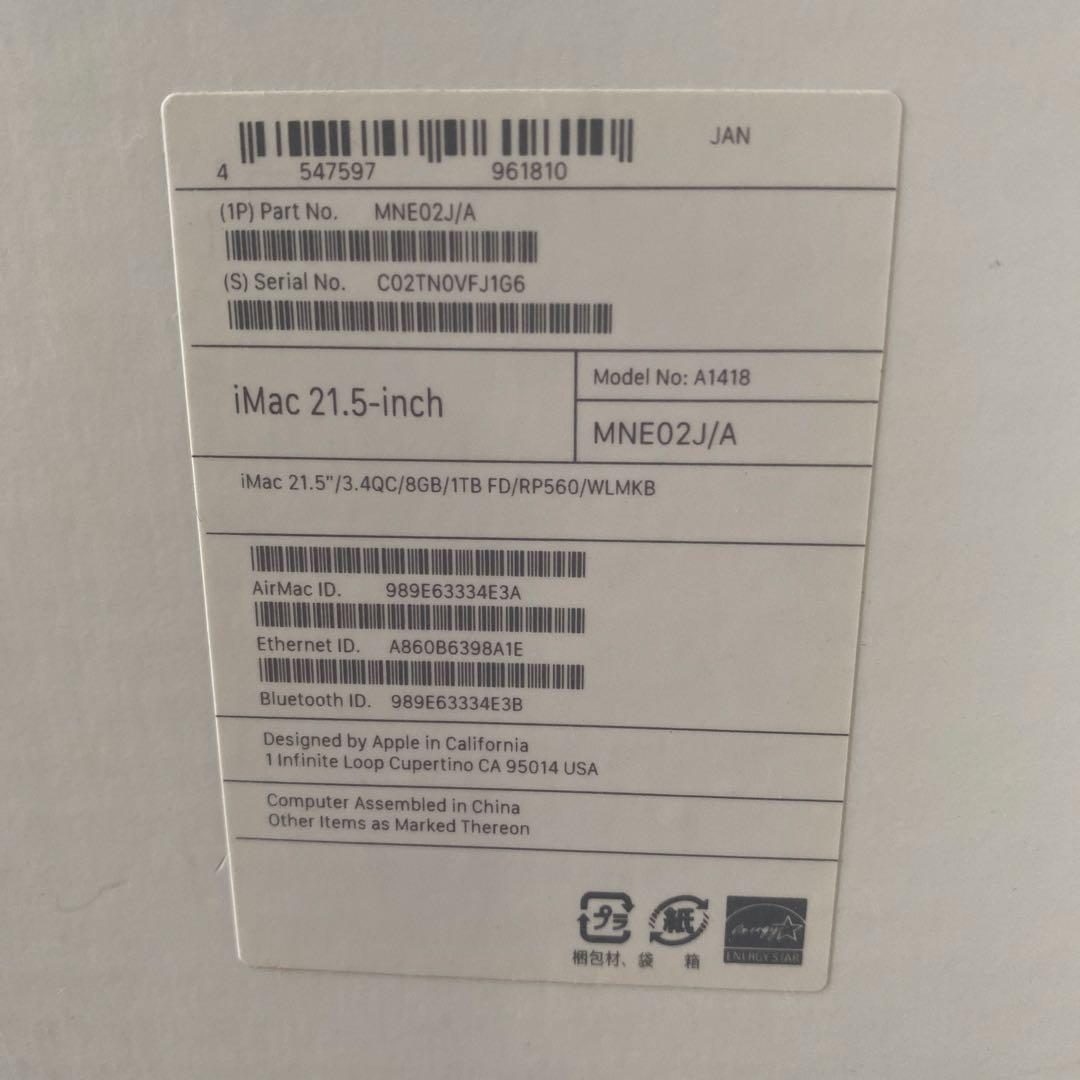 JAN
4 547597 961810
(1P) Part No. MNE02J/A
(S) Serial No. C02TN0VFJ1G6
iMac 21.5-inch
Model No: A1418
MNE02J/A
iMac 21.5"/3.4QC/8GB/1TB FD/RP560/WLMKB
AirMac ID. 989E63334E3A
Ethernet ID. A860B6398A1E
Bluetooth ID. 989E63334E3B
Designed by Apple in California
1 Infinite Loop Cupertino CA 95014 USA
Computer Assembled in China
Other Items as Marked Thereon
プラ 紙 energy
ENERGY STAR
梱包材、袋 箱